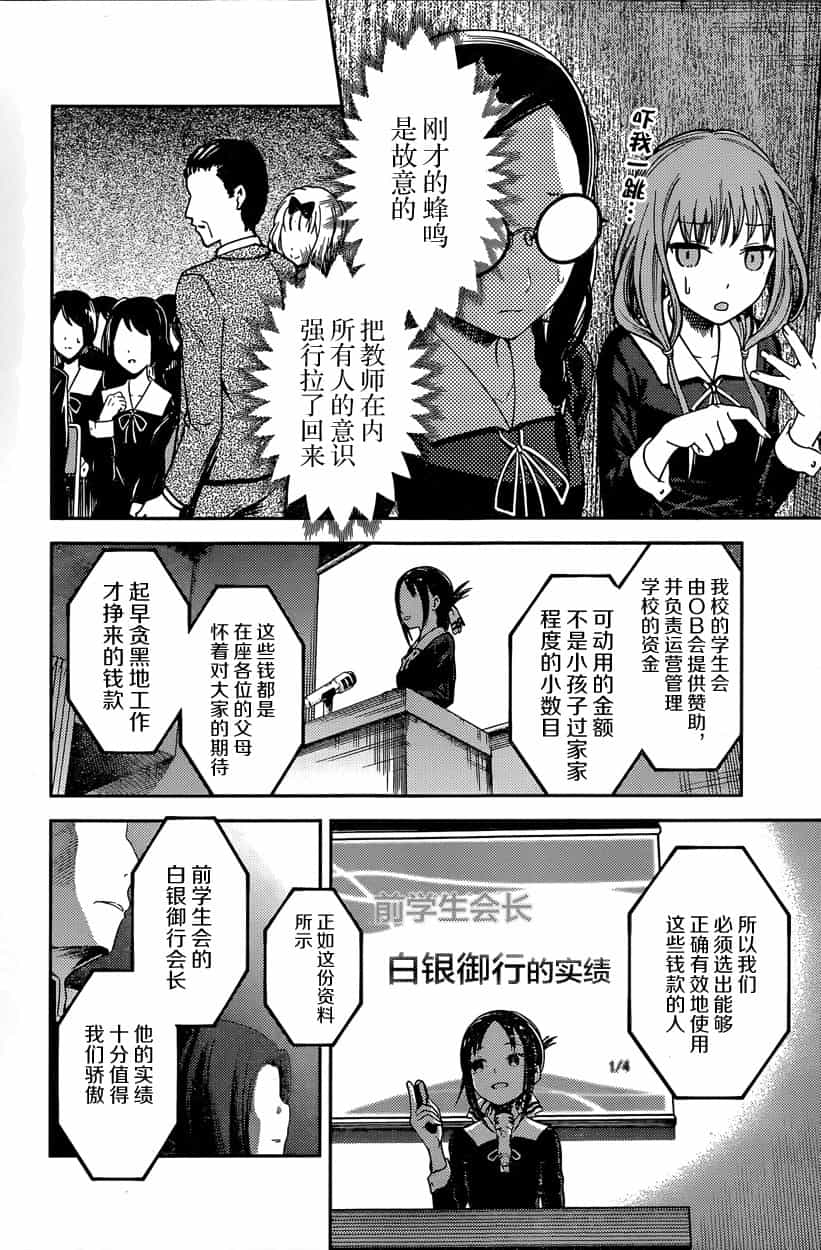 吓我一跳…
刚才的蜂鸣
是故意的
把教师在内
所有人的意识
强行拉了回来
我校的学生会
由OB会提供赞助，
并负责运营管理
学校的资金
可动用的金额
不是小孩子过家家
程度的小数目
这些钱都是
在座各位的父母
怀着对大家的期待
起早贪黑地工作
才挣来的钱款
所以我们
必须选出能够
正确有效地使用
这些钱款的人
前学生会长
白银御行的实绩
1/4
正如这份资料
所示
前学生会的
白银御行会长
他的实绩
十分值得
我们骄傲